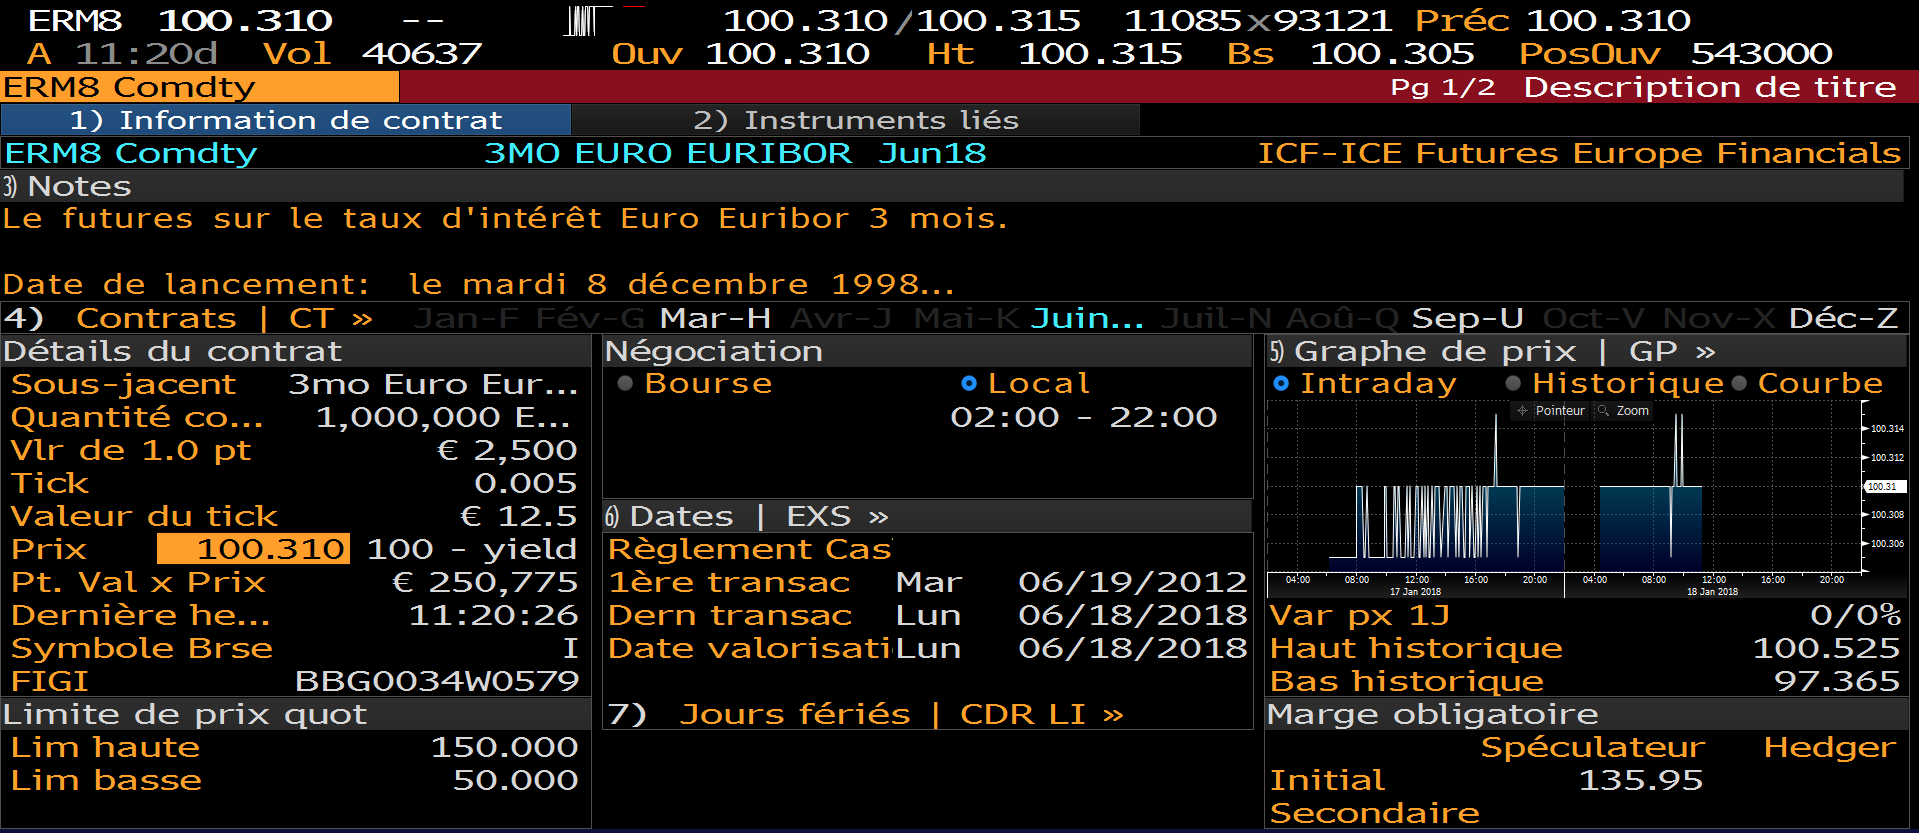 ERM8 100.310 -- 100.310/100.315 11085x93121 Préc 100.310
A 11:20d Vol 40637 Ouv 100.310 Ht 100.315 Bs 100.305 PosOuv 543000
ERM8 Comdty Pg 1/2 Description de titre
1) Information de contrat 2) Instruments liés
ERM8 Comdty 3MO EURO EURIBOR Jun18 ICF-ICE Futures Europe Financials
3) Notes
Le futures sur le taux d'intérêt Euro Euribor 3 mois.
Date de lancement: le mardi 8 décembre 1998...
4) Contrats | CT » Jan-F Fév-G Mar-H Avr-J Mai-K Juin... Juil-N Aoû-Q Sep-U Oct-V Nov-X Déc-Z
Détails du contrat
Sous-jacent 3mo Euro Eur...
Quantité co... 1,000,000 E...
Vlr de 1.0 pt € 2,500
Tick 0.005
Valeur du tick € 12.5
Prix 100.310 100 - yield
Pt. Val x Prix € 250,775
Dernière he... 11:20:26
Symbole Brse I
FIGI BBG0034W0579
Limite de prix quot
Lim haute 150.000
Lim basse 50.000
Négociation
Bourse Local
02:00 - 22:00
6) Dates | EXS »
Règlement Cas
1ère transac Mar 06/19/2012
Dern transac Lun 06/18/2018
Date valorisati Lun 06/18/2018
7) Jours fériés | CDR LI »
5) Graphe de prix | GP »
Intraday Historique Courbe
Pointeur Zoom
100.314
100.312
100.31
100.308
100.306
04:00 08:00 12:00 16:00 20:00 04:00 08:00 12:00 16:00 20:00
17 Jan 2018 18 Jan 2018
Var px 1J 0/0%
Haut historique 100.525
Bas historique 97.365
Marge obligatoire
Spéculateur Hedger
Initial 135.95
Secondaire